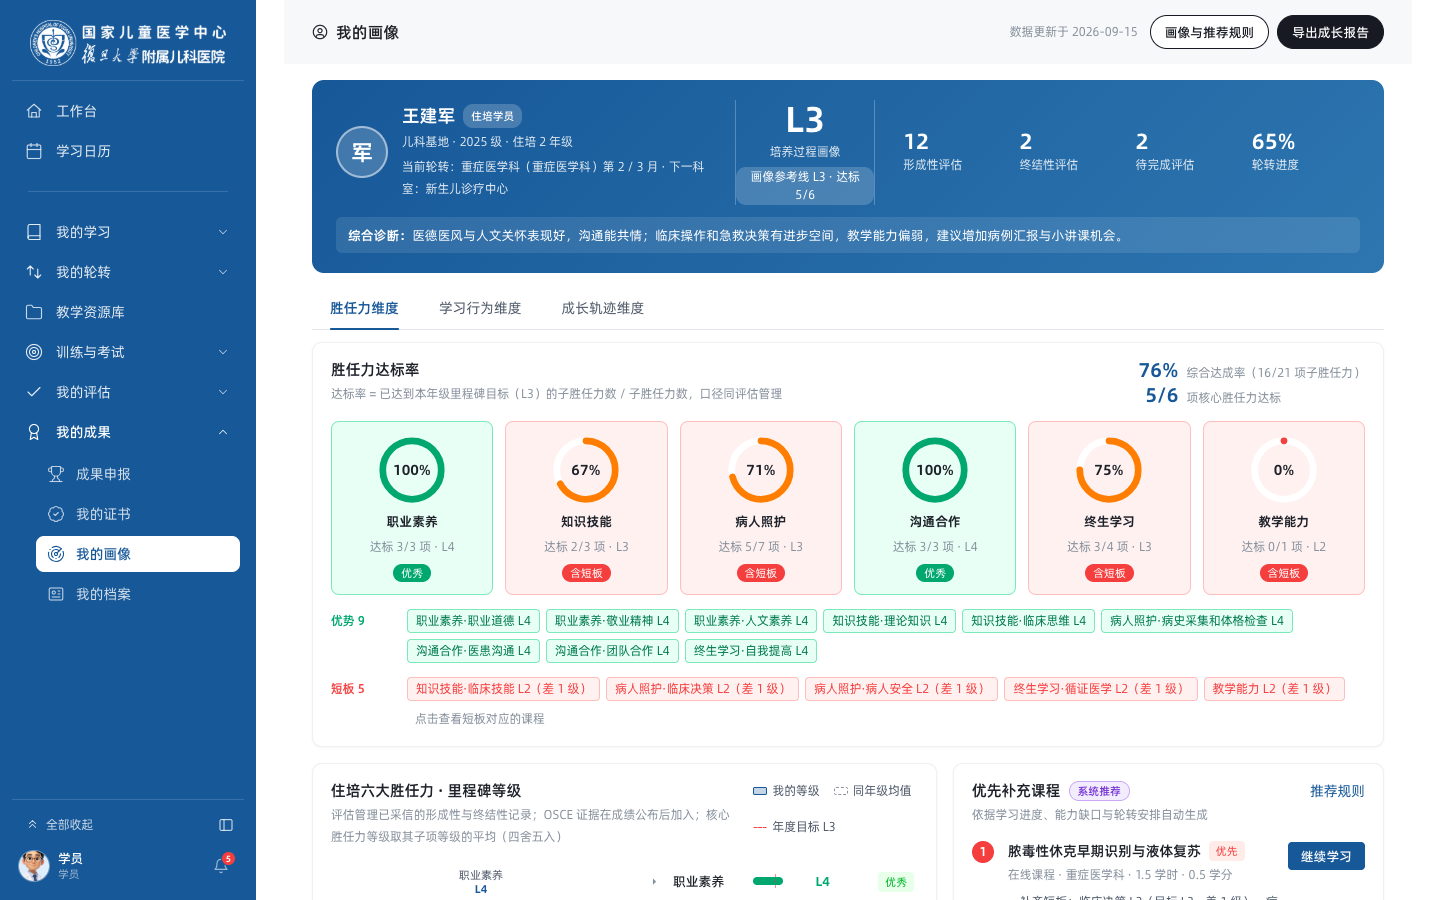 国家儿童医学中心
復旦大学附属儿科医院
工作台
学习日历
我的学习
我的轮转
教学资源库
训练与考试
我的评估
我的成果
成果申报
我的证书
我的画像
我的档案
全部收起
学员
学员
5
我的画像
数据更新于 2026-09-15
画像与推荐规则
导出成长报告
军
王建军 住培学员
儿科基地 · 2025 级 · 住培 2 年级
当前轮转：重症医学科（重症医学科）第 2 / 3 月 · 下一科
室：新生儿诊疗中心
L3
培养过程画像
画像参考线 L3 · 达标
5/6
12
形成性评估
2
终结性评估
2
待完成评估
65%
轮转进度
综合诊断：医德医风与人文关怀表现好，沟通能共情；临床操作和急救决策有进步空间，教学能力偏弱，建议增加病例汇报与小讲课机会。
胜任力维度
学习行为维度
成长轨迹维度
胜任力达标率
达标率 = 已达到本年级里程碑目标（L3）的子胜任力数 / 子胜任力数，口径同评估管理
76% 综合达成率（16/21 项子胜任力）
5/6 项核心胜任力达标
100%
职业素养
达标 3/3 项 · L4
优秀
67%
知识技能
达标 2/3 项 · L3
含短板
71%
病人照护
达标 5/7 项 · L3
含短板
100%
沟通合作
达标 3/3 项 · L4
优秀
75%
终生学习
达标 3/4 项 · L3
含短板
0%
教学能力
达标 0/1 项 · L2
含短板
优势 9
职业素养·职业道德 L4
职业素养·敬业精神 L4
职业素养·人文素养 L4
知识技能·理论知识 L4
知识技能·临床思维 L4
病人照护·病史采集和体格检查 L4
沟通合作·医患沟通 L4
沟通合作·团队合作 L4
终生学习·自我提高 L4
短板 5
知识技能·临床技能 L2（差 1 级）
病人照护·临床决策 L2（差 1 级）
病人照护·病人安全 L2（差 1 级）
终生学习·循证医学 L2（差 1 级）
教学能力 L2（差 1 级）
点击查看短板对应的课程
住培六大胜任力 · 里程碑等级
评估管理已采信的形成性与终结性记录；OSCE 证据在成绩公布后加入；核心
胜任力等级取其子项等级的平均（四舍五入）
我的等级
同年级均值
年度目标 L3
职业素养
L4
职业素养
L4
优秀
优先补充课程 系统推荐
推荐规则
依据学习进度、能力缺口与轮转安排自动生成
1
脓毒性休克早期识别与液体复苏 优先
继续学习
在线课程 · 重症医学科 · 1.5 学时 · 0.5 学分